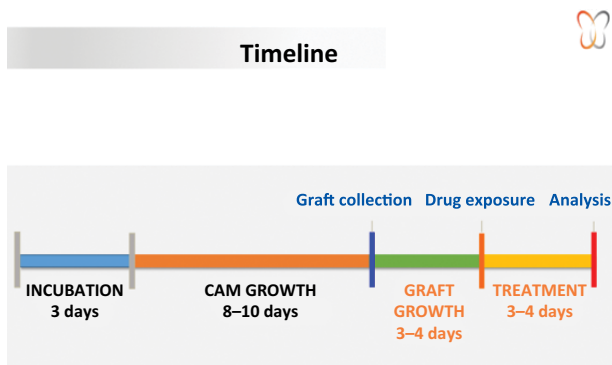 Timeline
Graft collection Drug exposure Analysis
INCUBATION
3 days
CAM GROWTH
8–10 days
GRAFT
GROWTH
3–4 days
TREATMENT
3–4 days